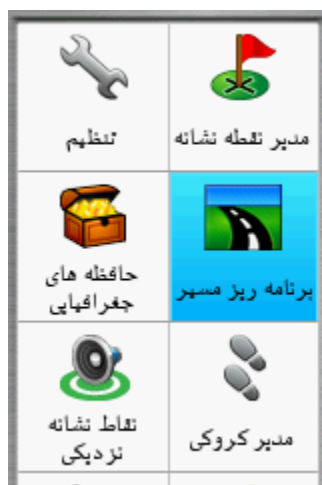 مدیر نقطه نشانه
تنظیم
برنامه ریز مسیر
حافظه های
جغرافیایی
مدیر کروکی
نقاط نشانه
نزدیکی